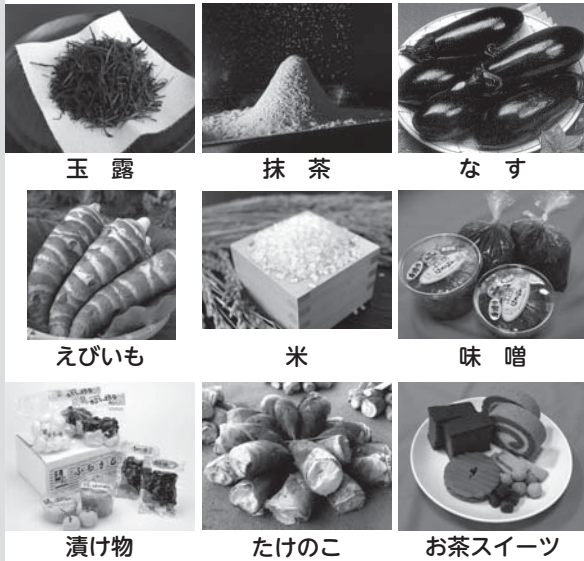 玉 露
抹 茶
な す
えびいも
米
味 噌
漬け物
たけのこ
お茶スイーツ